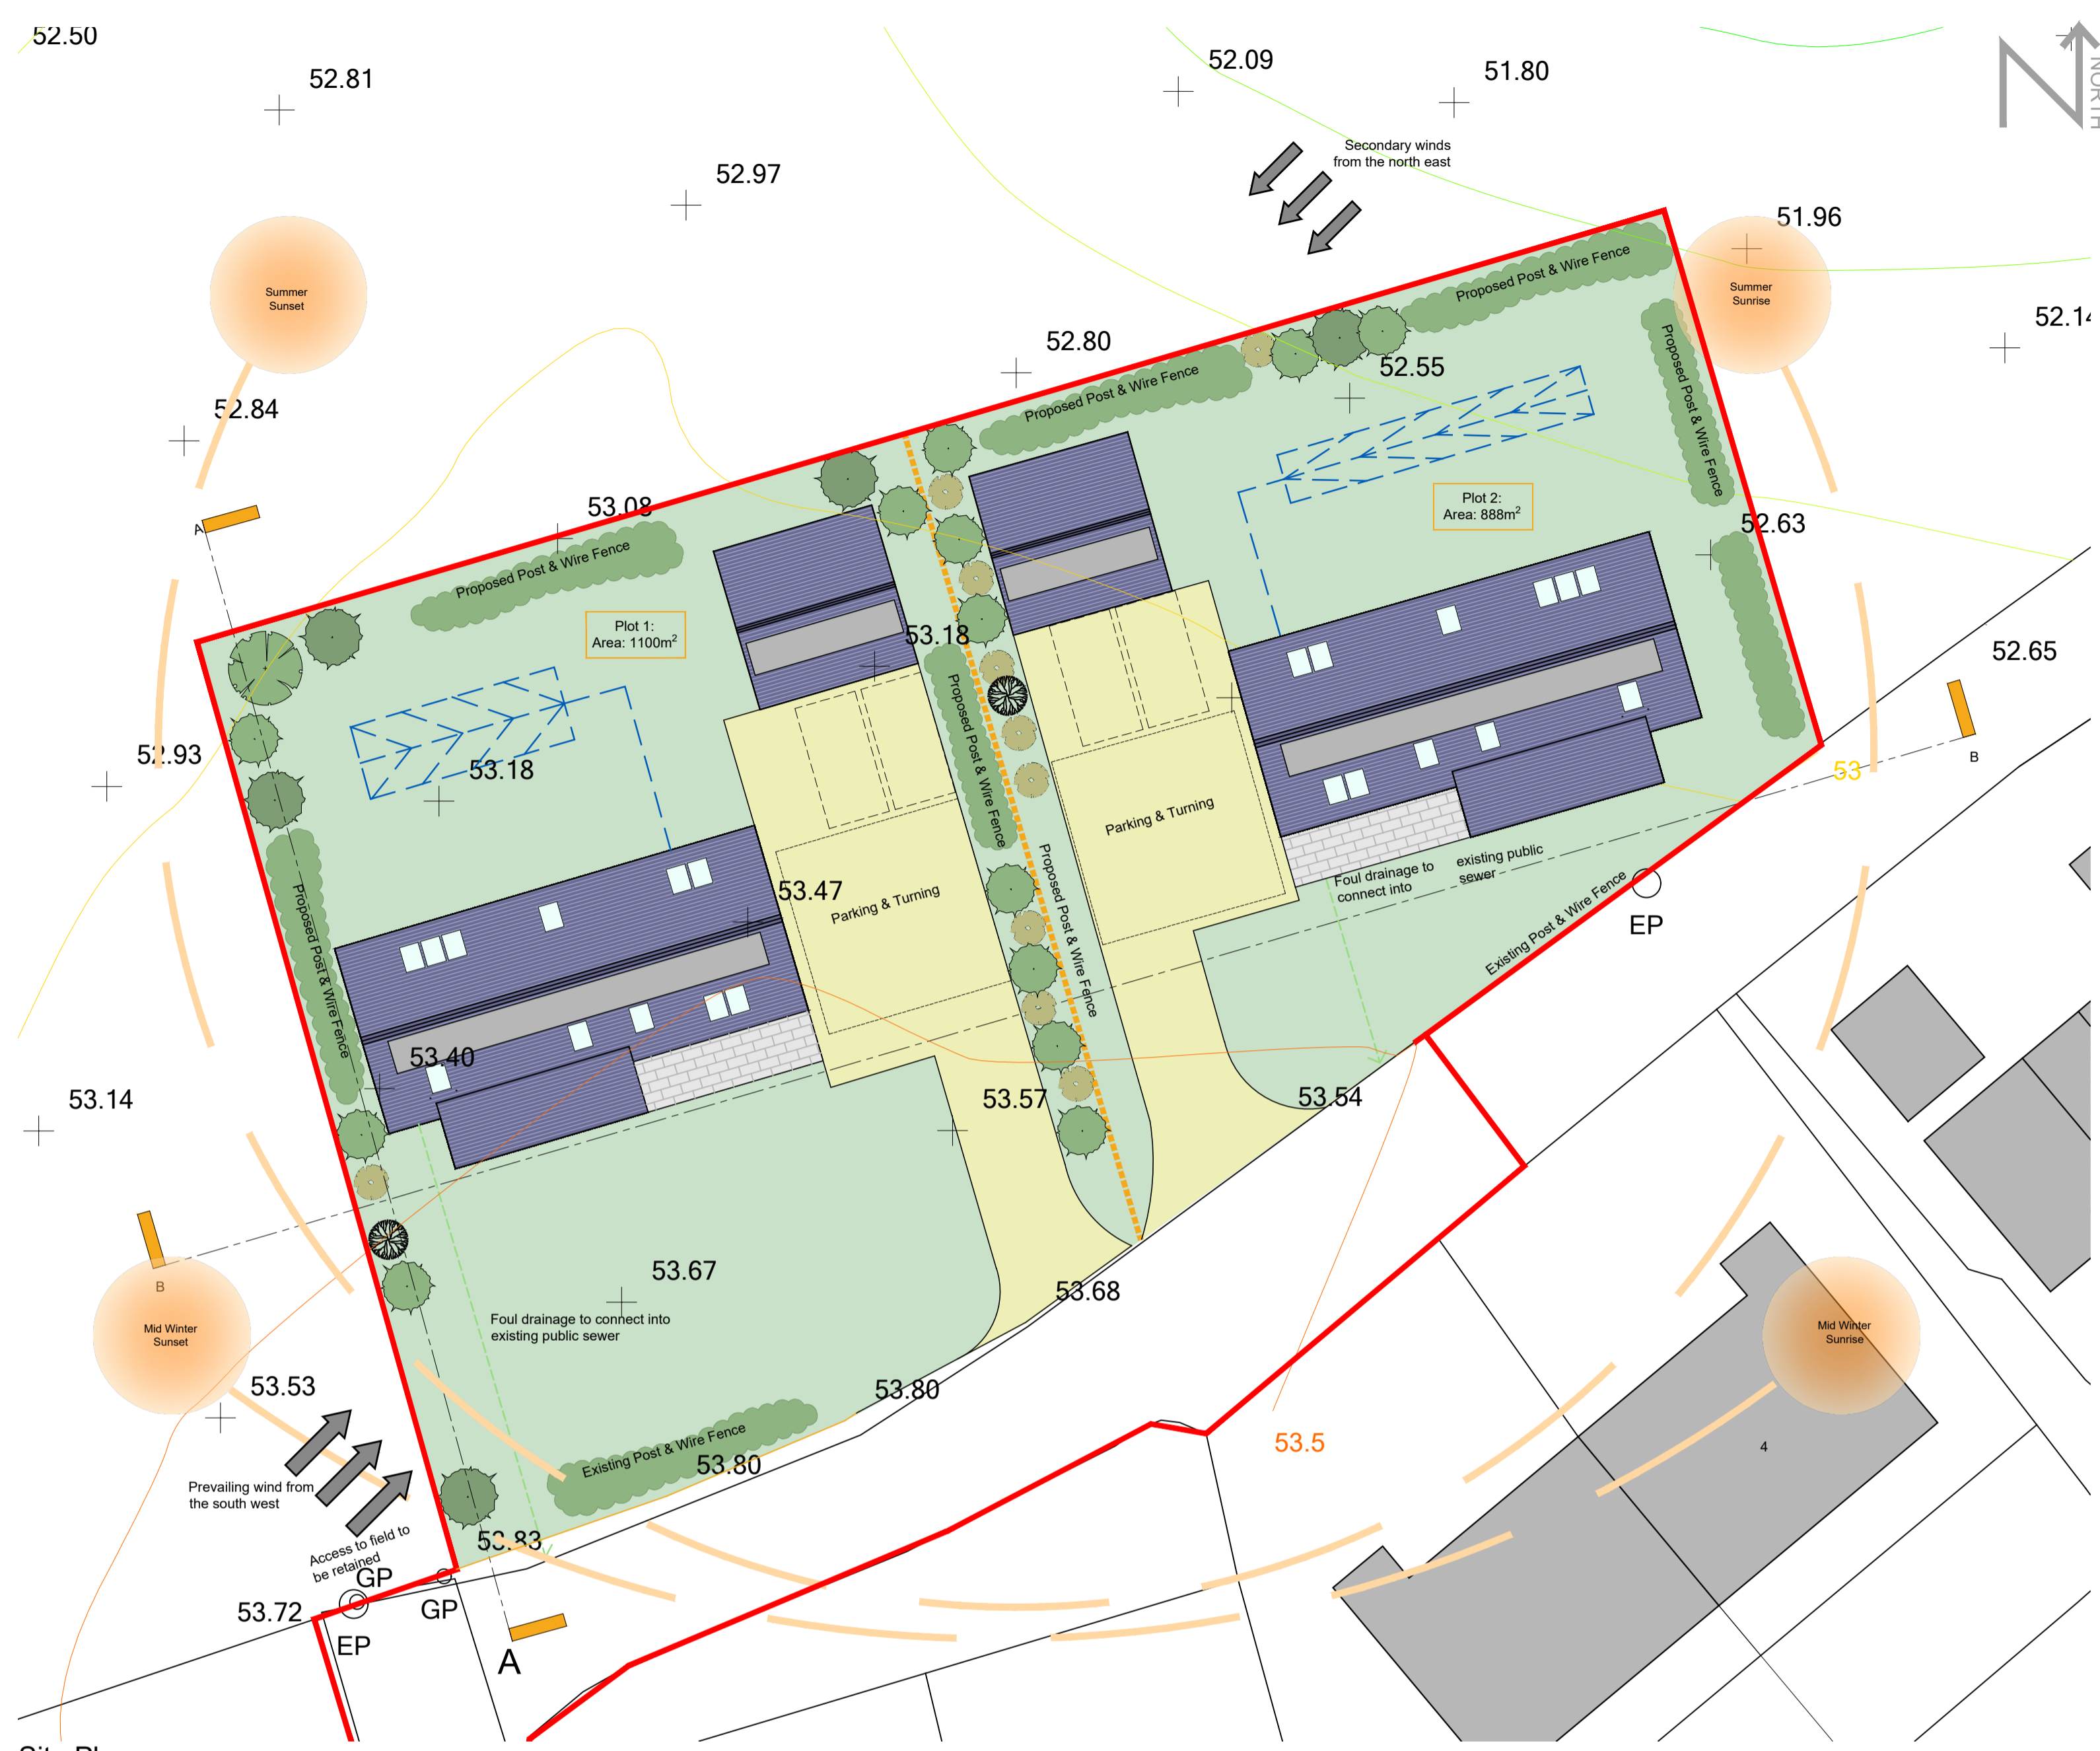 52.50
52.81
52.09
51.80
NORTH
Secondary winds
from the north east
52.97
51.96
Summer
Sunset
Summer
Sunrise
Proposed Post & Wire Fence
52.14
52.80
52.55
Proposed Post & Wire Fence
Proposed Post & Wire Fence
52.84
A
53.08
Plot 2:
Area: 888m²
52.63
Proposed Post & Wire Fence
Plot 1:
Area: 1100m²
53.18
52.65
52.93
53.18
Proposed Post & Wire Fence
53
B
Parking & Turning
53.47
Parking & Turning
Foul drainage to
connect into
existing public
sewer
Existing Post & Wire Fence
EP
Proposed Post & Wire Fence
Proposed Post & Wire Fence
53.40
53.14
53.57
53.54
B
53.67
53.68
Foul drainage to connect into
existing public sewer
Mid Winter
Sunset
Mid Winter
Sunrise
53.53
53.80
53.5
4
Existing Post & Wire Fence
53.80
Prevailing wind from
the south west
53.83
Access to field to
be retained
GP
GP
53.72
EP
A